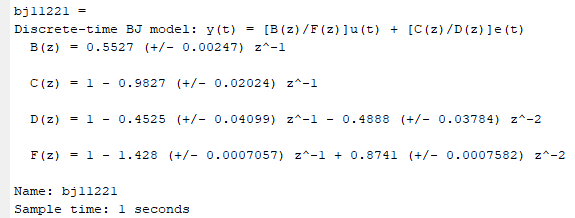 bj11221 =
Discrete-time BJ model: y(t) = [B(z)/F(z)]u(t) + [C(z)/D(z)]e(t)
B(z) = 0.5527 (+/- 0.00247) z^-1
C(z) = 1 - 0.9827 (+/- 0.02024) z^-1
D(z) = 1 - 0.4525 (+/- 0.04099) z^-1 - 0.4888 (+/- 0.03784) z^-2
F(z) = 1 - 1.428 (+/- 0.0007057) z^-1 + 0.8741 (+/- 0.0007582) z^-2
Name: bj11221
Sample time: 1 seconds